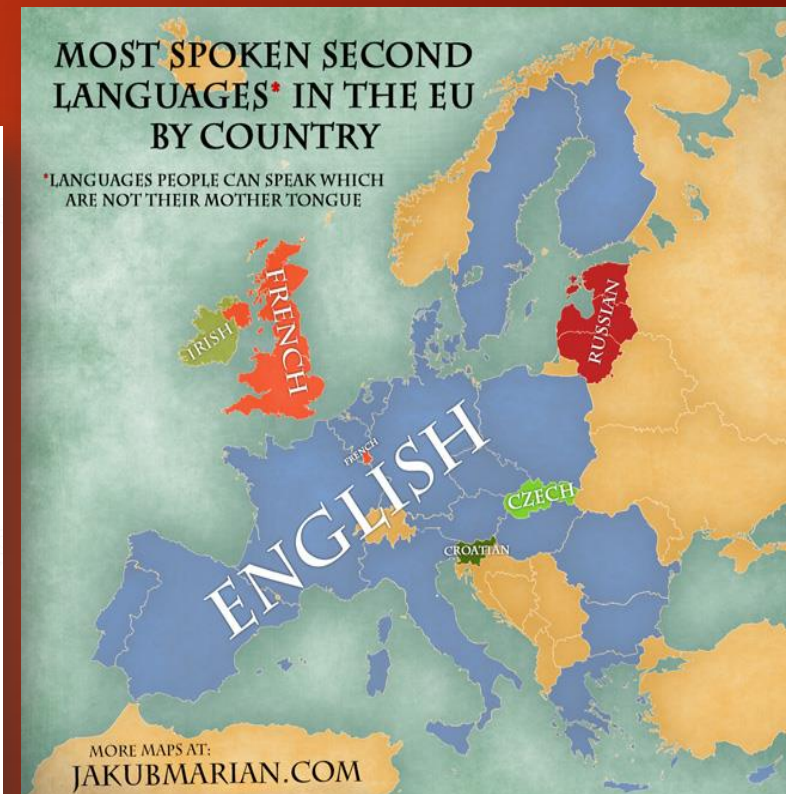 MOST SPOKEN SECOND
LANGUAGES* IN THE EU
BY COUNTRY
*LANGUAGES PEOPLE CAN SPEAK WHICH
ARE NOT THEIR MOTHER TONGUE
FRENCH
IRISH
RUSSIAN
FRENCH
ENGLISH
CZECH
CROATIAN
MORE MAPS AT:
JAKUBMARIAN.COM